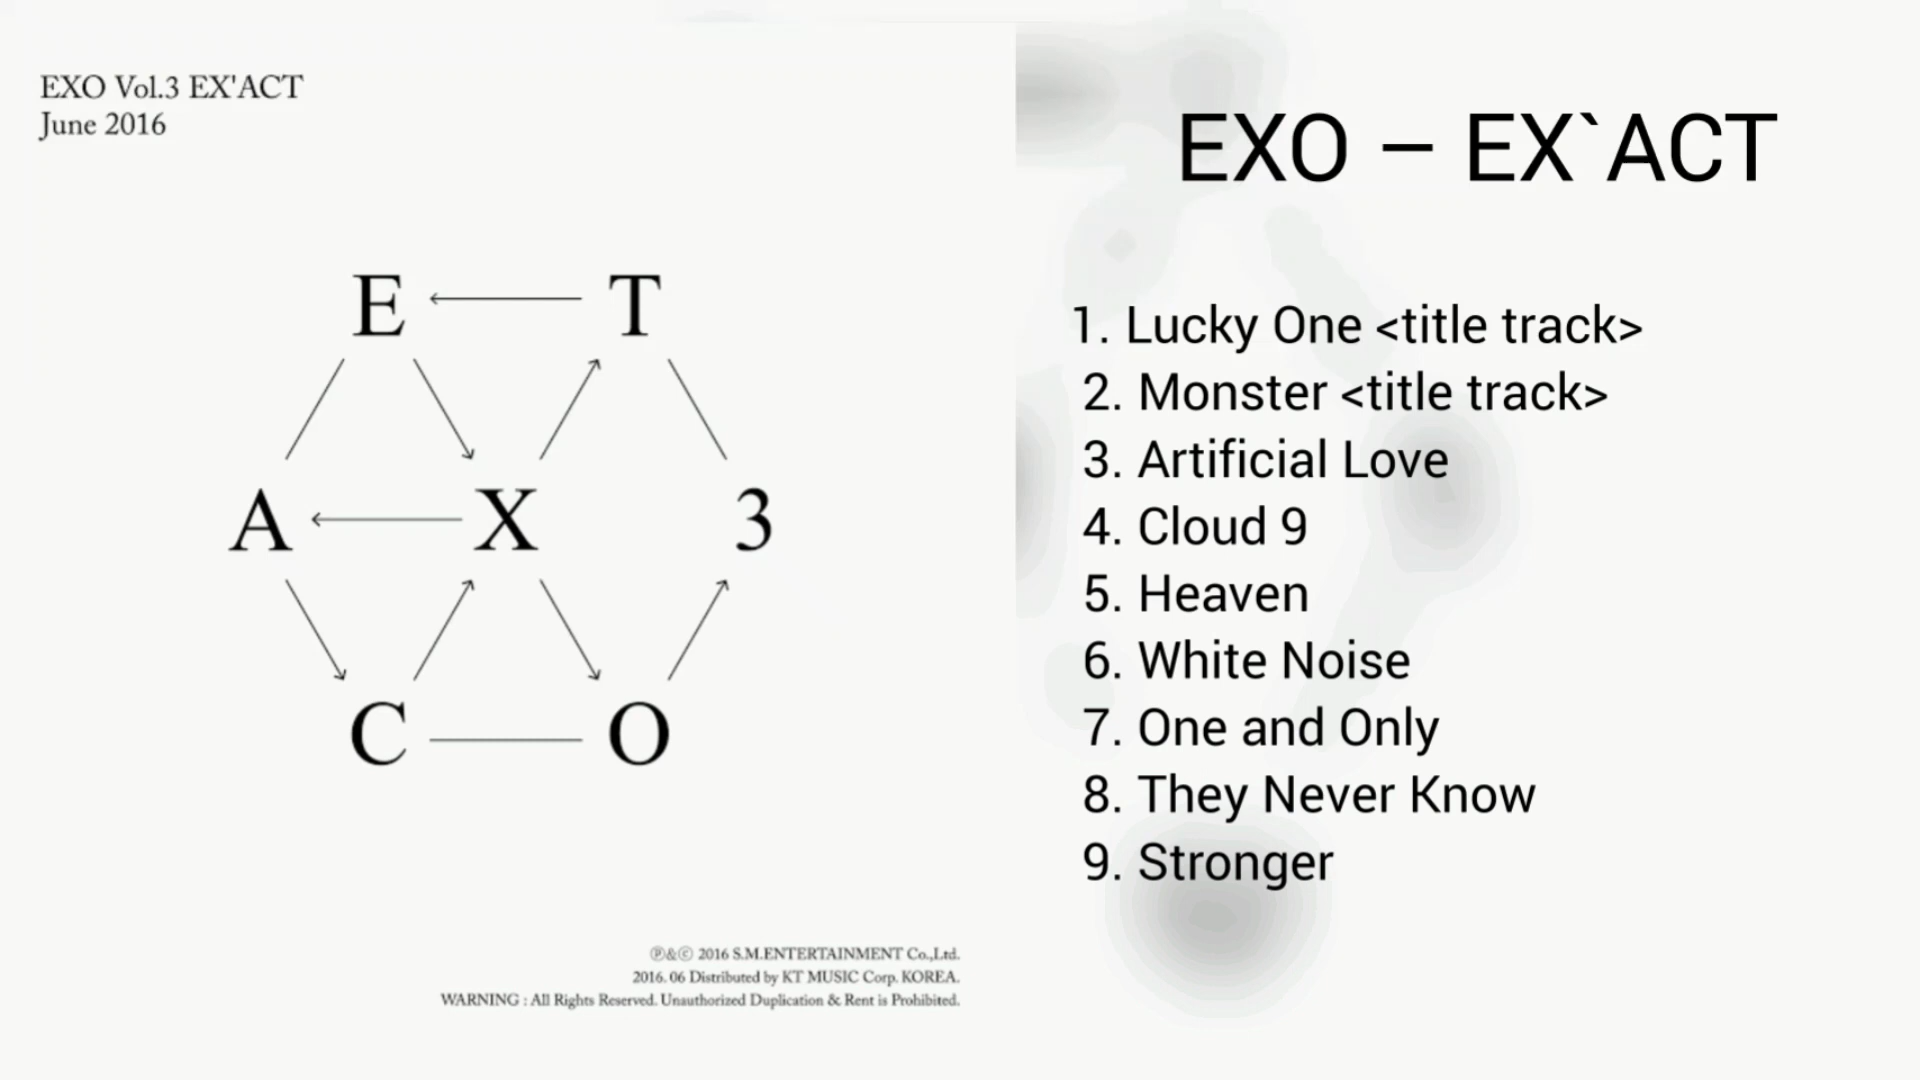 EXO Vol.3 EX'ACT
June 2016
E T
A X 3
C O
Ⓟ&ⓒ 2016 S.M.ENTERTAINMENT Co.,Ltd.
2016. 06 Distributed by KT MUSIC Corp. KOREA.
WARNING : All Rights Reserved. Unauthorized Duplication & Rent is Prohibited.
EXO – EX`ACT
1. Lucky One <title track>
2. Monster <title track>
3. Artificial Love
4. Cloud 9
5. Heaven
6. White Noise
7. One and Only
8. They Never Know
9. Stronger